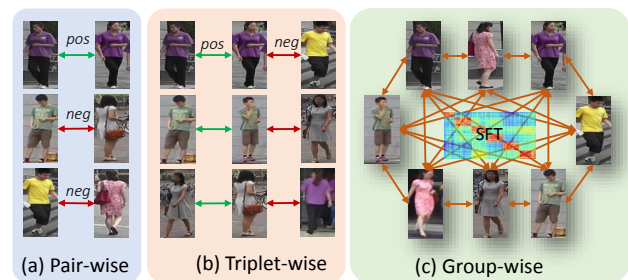 pos
neg
neg
(a) Pair-wise
pos
neg
(b) Triplet-wise
SFT
(c) Group-wise